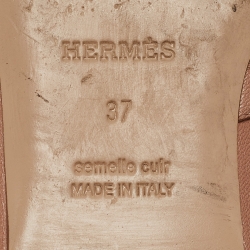 HERMÈS
37
semelle cuir
MADE IN ITALY